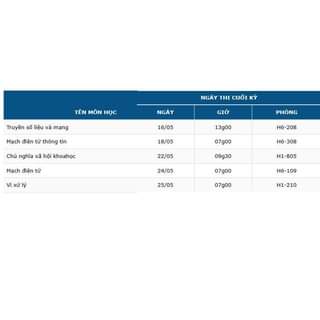 NGÀY THI CUỐI KỲ
TÊN MÔN HỌC NGÀY GIỜ PHÒNG
Truyền số liệu và mạng 16/05 13g00 H6-208
Mạch điện tử thông tin 18/05 07g00 H6-308
Chủ nghĩa xã hội khoahọc 22/05 09g30 H1-805
Mạch điện tử 24/05 07g00 H6-109
Vi xử lý 25/05 07g00 H1-210